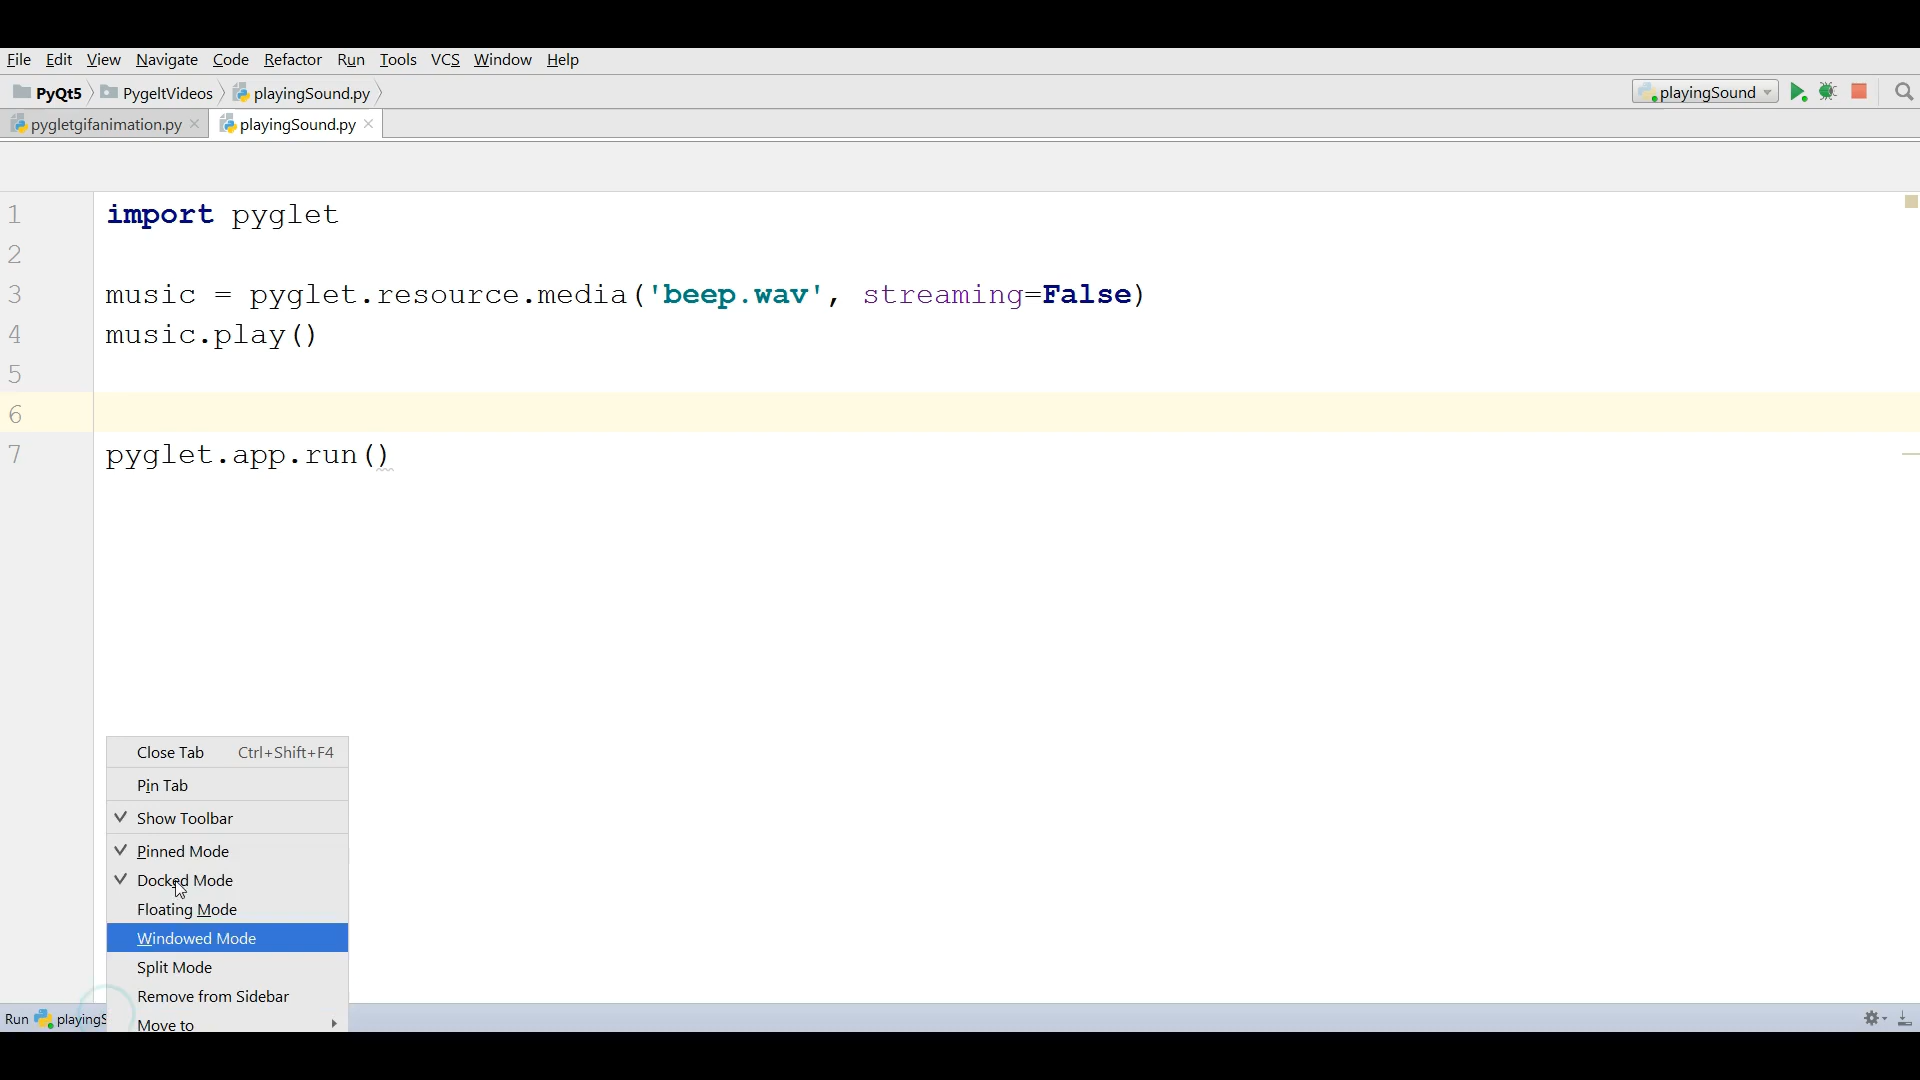 File Edit View Navigate Code Refactor Run Tools VCS Window Help
PyQt5 PygeltVideos playingSound.py playingSound
pygletgifanimation.py playingSound.py
1 import pyglet
2
3 music = pyglet.resource.media('beep.wav', streaming=False)
4 music.play()
5
6
7 pyglet.app.run()
Close Tab Ctrl+Shift+F4
Pin Tab
Show Toolbar
Pinned Mode
Docked Mode
Floating Mode
Windowed Mode
Split Mode
Remove from Sidebar
Move to
Run playingS